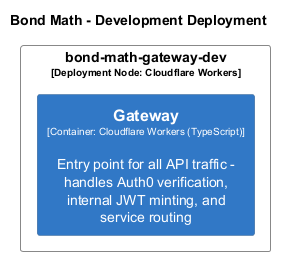 Bond Math - Development Deployment
bond-math-gateway-dev
[Deployment Node: Cloudflare Workers]
Gateway
[Container: Cloudflare Workers (TypeScript)]
Entry point for all API traffic -
handles Auth0 verification,
internal JWT minting, and
service routing